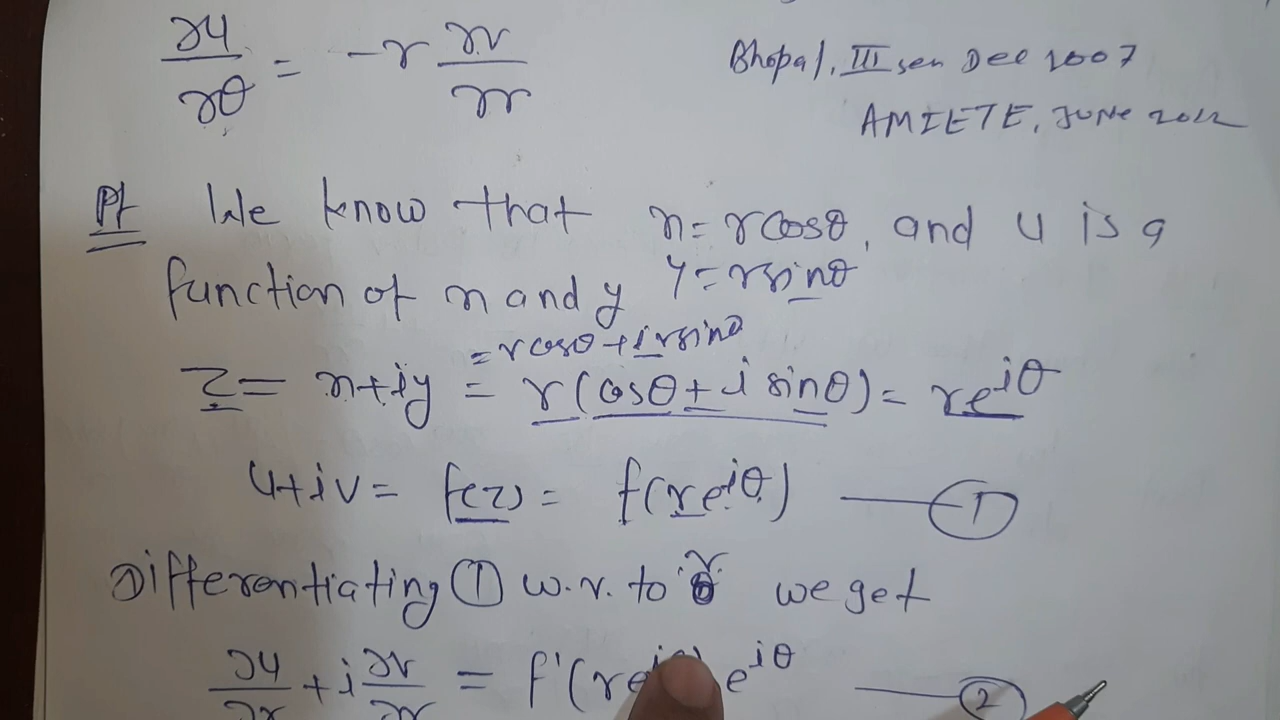 ∂u/∂θ = -r ∂v/∂r
Bhopal, III sem Dec 2007
AMIETE, JUNE 2012
Pf We know that x = r cosθ, and u is a
function of x and y y = r sinθ
= r cosθ + i r sinθ
z = x+iy = r(cosθ + i sinθ) = re^{iθ}
u+iv = f(z) = f(re^{iθ}) —— ①
Differentiating ① w.r. to 'r' we get
∂u/∂r + i ∂v/∂r = f'(re e^{iθ} —— ②